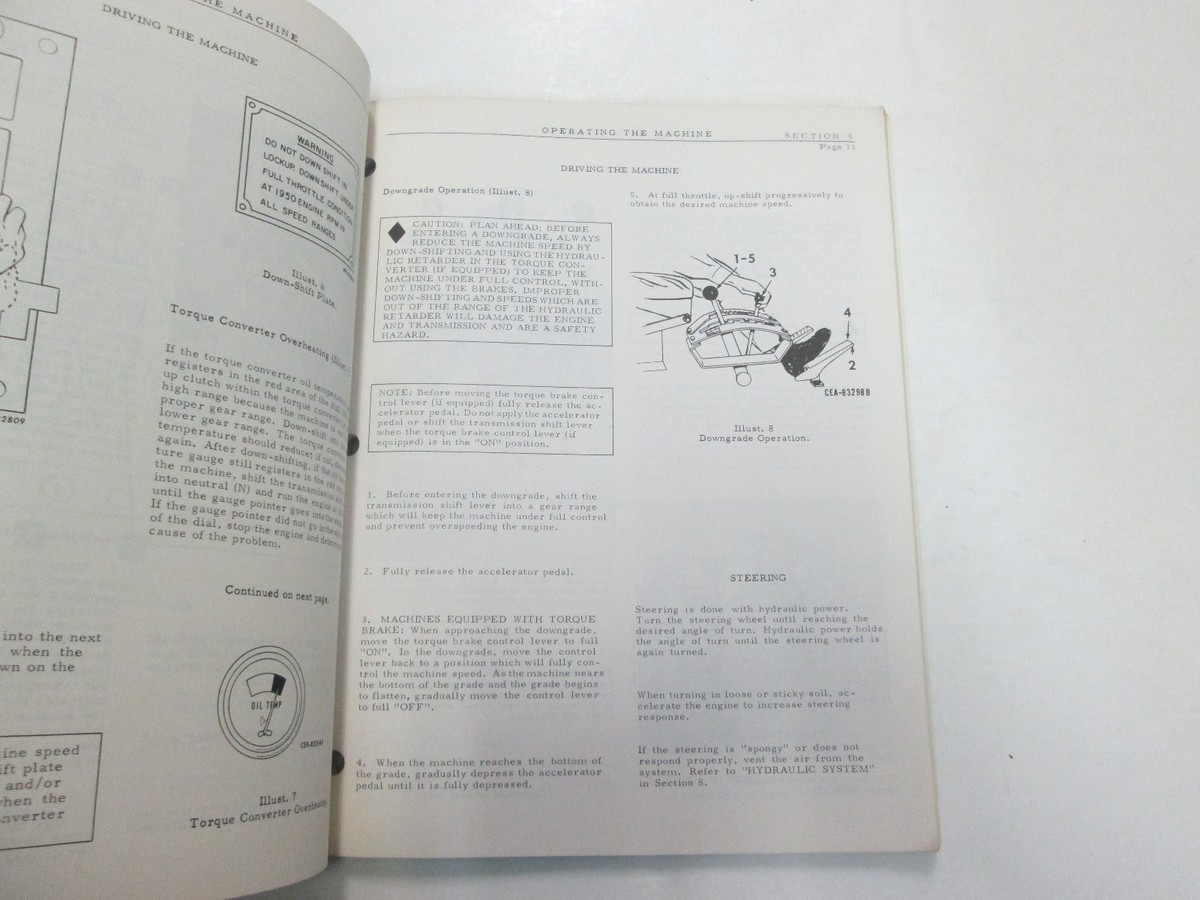 THE MACHINE
DRIVING THE MACHINE
WARNING
DO NOT DOWN SHIFT IN
LOCKUP. DOWN SHIFT UNDER
FULL THROTTLE CONDITION
AT 1950 ENGINE RPM IN
ALL SPEED RANGES.
Illust. 6
Down-Shift Plate.
Torque Converter Overheating
If the torque converter oil
registers in the red area of the dial,
up clutch within the torque
high range because the machine is
proper gear range. Down-shift
lower gear range. The torque
temperature should reduce; if not,
again. After down-shifting, if the
ture gauge still registers in the red
the machine, shift the transmission
into neutral (N) and run the engine
until the gauge pointer goes into the
If the gauge pointer did not go
of the dial, stop the engine and
cause of the problem.
Continued on next page.
OIL TEMP
Illust. 7
Torque Converter
2809
into the next
when the
wn on the
ine speed
ift plate
and/or
when the
nverter
OPERATING THE MACHINE
SECTION 5
Page 11
DRIVING THE MACHINE
Downgrade Operation (Illust. 8)
CAUTION: PLAN AHEAD; BEFORE
ENTERING A DOWNGRADE, ALWAYS
REDUCE THE MACHINE SPEED BY
DOWN-SHIFTING AND USING THE HYDRAU-
LIC RETARDER IN THE TORQUE CON-
VERTER (IF EQUIPPED) TO KEEP THE
MACHINE UNDER FULL CONTROL, WITH-
OUT USING THE BRAKES, IMPROPER
DOWN-SHIFTING AND SPEEDS WHICH ARE
OUT OF THE RANGE OF THE HYDRAULIC
RETARDER WILL DAMAGE THE ENGINE
AND TRANSMISSION AND ARE A SAFETY
HAZARD.
NOTE: Before moving the torque brake con-
trol lever (if equipped) fully release the ac-
celerator pedal. Do not apply the accelerator
pedal or shift the transmission shift lever
when the torque brake control lever (if
equipped) is in the "ON" position.
1. Before entering the downgrade, shift the
transmission shift lever into a gear range
which will keep the machine under full control
and prevent overspeeding the engine.
2. Fully release the accelerator pedal.
3. MACHINES EQUIPPED WITH TORQUE
BRAKE: When approaching the downgrade,
move the torque brake control lever to full
"ON". In the downgrade, move the control
lever back to a position which will fully con-
trol the machine speed. As the machine nears
the bottom of the grade and the grade begins
to flatten, gradually move the control lever
to full "OFF".
4. When the machine reaches the bottom of
the grade, gradually depress the accelerator
pedal until it is fully depressed.
5. At full throttle, up-shift progressively to
obtain the desired machine speed.
1-5
3
4
2
CEA-83298B
Illust. 8
Downgrade Operation.
STEERING
Steering is done with hydraulic power.
Turn the steering wheel until reaching the
desired angle of turn. Hydraulic power holds
the angle of turn until the steering wheel is
again turned.
When turning in loose or sticky soil, ac-
celerate the engine to increase steering
response.
If the steering is "spongy" or does not
respond properly, vent the air from the
system. Refer to "HYDRAULIC SYSTEM"
in Section 8.